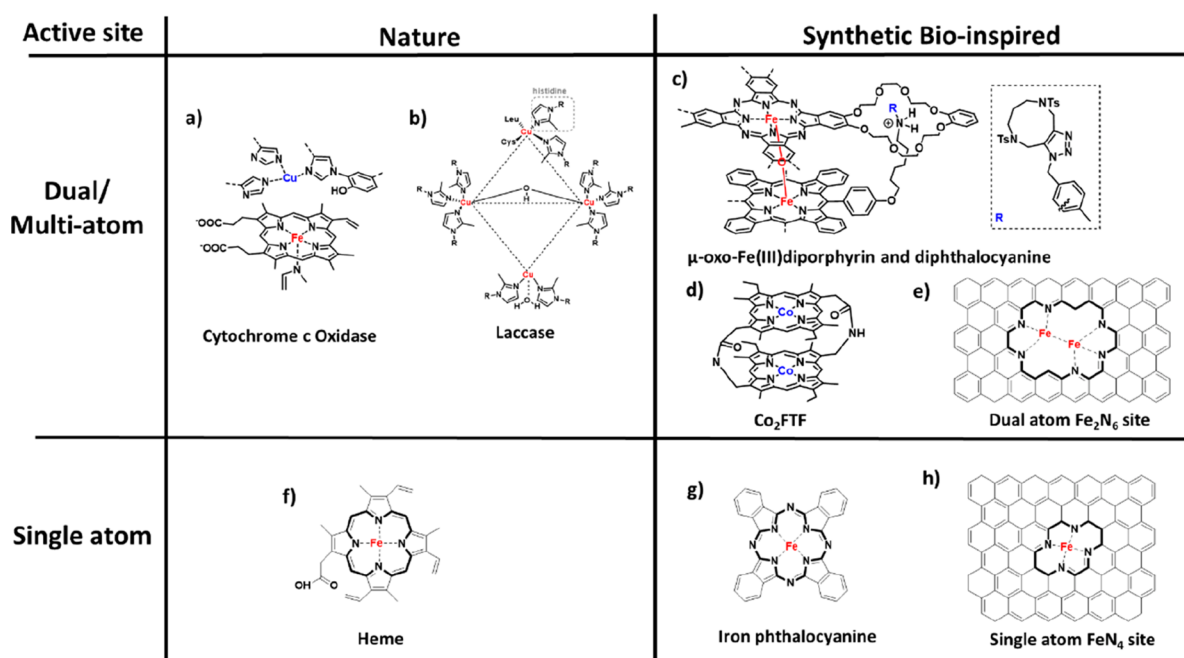 Active site
Nature
Synthetic Bio-inspired
Dual/
Multi-atom
a)
N
N
N
N
N
Cu
N
HO
⁻OOC
⁻OOC
N
N
Fe
N
N
N
Cytochrome c Oxidase
b)
histidine
R
N
N
Leu
Cu
Cys
N
N
R
R
R
N
N
N
N
Cu
O
H
Cu
N
N
N
N
R
R
Cu
R
N
N
N
N
R
H
O
H
Laccase
c)
N
N
N
N
Fe
N
N
N
N
O
Fe
N
N
N
N
O
O
O
O
O
O
O
O
R
N
H
H
⊕
O
NTs
TsN
N
N
N
R
μ-oxo-Fe(III)diporphyrin and diphthalocyanine
d)
N
N
Co
N
N
O
NH
O
N
N
N
Co
N
N
Co₂FTF
e)
N
N
N
N
N
N
Fe
Fe
Dual atom Fe₂N₆ site
Single atom
f)
N
N
Fe
N
N
OH
O
Heme
g)
N
N
N
N
Fe
N
N
N
N
Iron phthalocyanine
h)
N
N
Fe
N
N
Single atom FeN₄ site